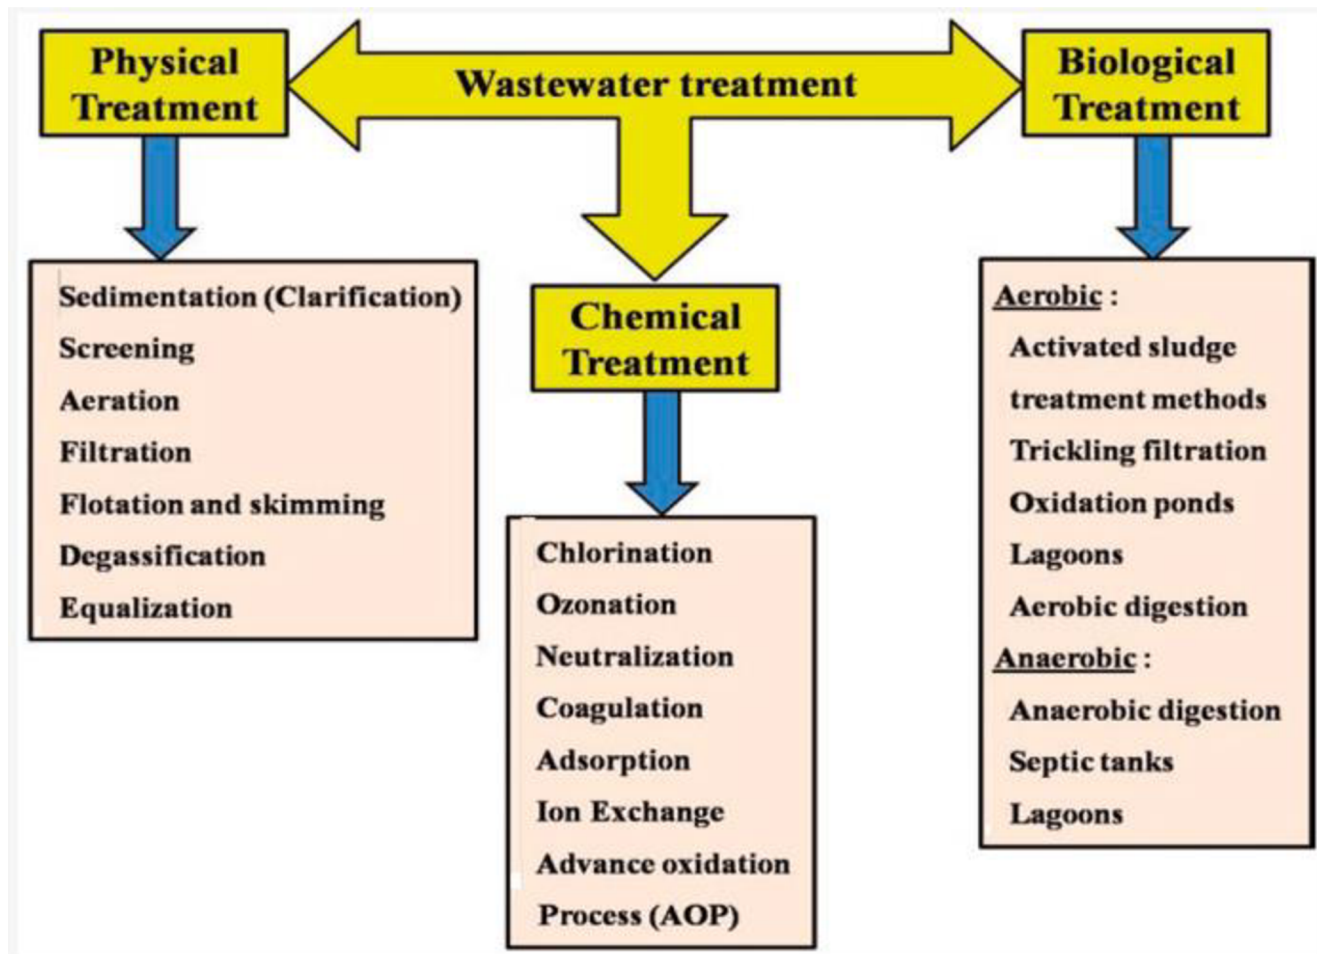 Physical
Treatment
Wastewater treatment
Biological
Treatment
Sedimentation (Clarification)
Screening
Aeration
Filtration
Flotation and skimming
Degassification
Equalization
Chemical
Treatment
Chlorination
Ozonation
Neutralization
Coagulation
Adsorption
Ion Exchange
Advance oxidation
Process (AOP)
Aerobic :
Activated sludge
treatment methods
Trickling filtration
Oxidation ponds
Lagoons
Aerobic digestion
Anaerobic :
Anaerobic digestion
Septic tanks
Lagoons